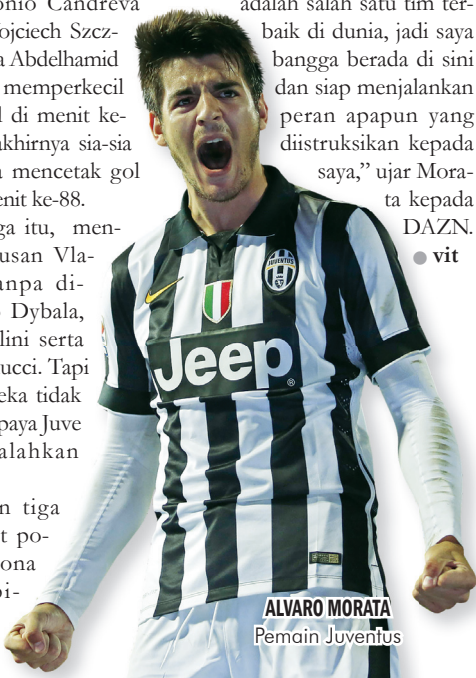 onio Candreva
ojciech Szcz-
a Abdelhamid
memperkecil
l di menit ke-
akhirnya sia-sia
a mencetak gol
enit ke-88.
ga itu, men-
usan Vla-
anpa di-
Dybala,
lini serta
ucci. Tapi
eka tidak
paya Juve
alahkan
n tiga
t po-
ona
pi-
adalah salah satu tim ter-
baik di dunia, jadi saya
bangga berada di sini
dan siap menjalankan
peran apapun yang
diistruksikan kepada
saya,” ujar Mora-
ta kepada
DAZN.
● vit
JUVENTUS
Jeep®
ALVARO MORATA
Pemain Juventus